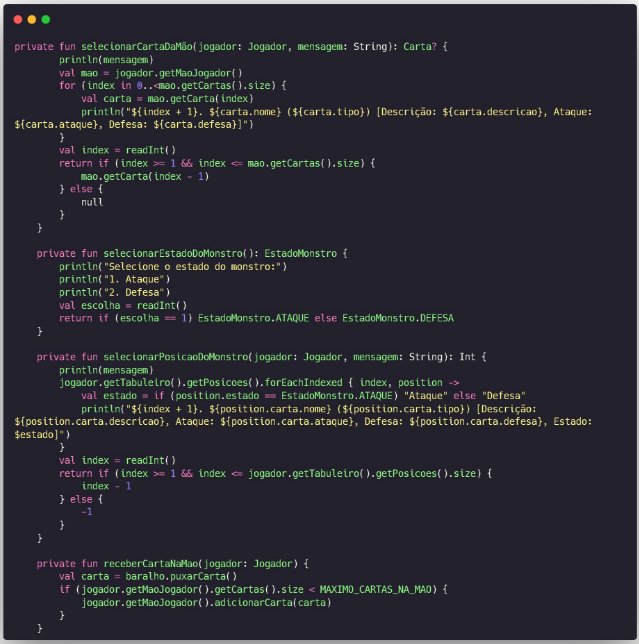 private fun selecionarCartaDaMão(jogador: Jogador, mensagem: String): Carta? {
        println(mensagem)
        val mao = jogador.getMaoJogador()
        for (index in 0..<mao.getCartas().size) {
            val carta = mao.getCarta(index)
            println("${index + 1}. ${carta.nome} (${carta.tipo}) [Descrição: ${carta.descricao}, Ataque:
${carta.ataque}, Defesa: ${carta.defesa}]")
        }
        val index = readInt()
        return if (index >= 1 && index <= mao.getCartas().size) {
            mao.getCarta(index - 1)
        } else {
            null
        }
    }

    private fun selecionarEstadoDoMonstro(): EstadoMonstro {
        println("Selecione o estado do monstro:")
        println("1. Ataque")
        println("2. Defesa")
        val escolha = readInt()
        return if (escolha == 1) EstadoMonstro.ATAQUE else EstadoMonstro.DEFESA
    }

    private fun selecionarPosicaoDoMonstro(jogador: Jogador, mensagem: String): Int {
        println(mensagem)
        jogador.getTabuleiro().getPosicoes().forEachIndexed { index, position ->
            val estado = if (position.estado == EstadoMonstro.ATAQUE) "Ataque" else "Defesa"
            println("${index + 1}. ${position.carta.nome} (${position.carta.tipo}) [Descrição:
${position.carta.descricao}, Ataque: ${position.carta.ataque}, Defesa: ${position.carta.defesa}, Estado:
$estado]")
        }
        val index = readInt()
        return if (index >= 1 && index <= jogador.getTabuleiro().getPosicoes().size) {
            index - 1
        } else {
            -1
        }
    }

    private fun receberCartaNaMao(jogador: Jogador) {
        val carta = baralho.puxarCarta()
        if (jogador.getMaoJogador().getCartas().size < MAXIMO_CARTAS_NA_MAO) {
            jogador.getMaoJogador().adicionarCarta(carta)
        }
    }